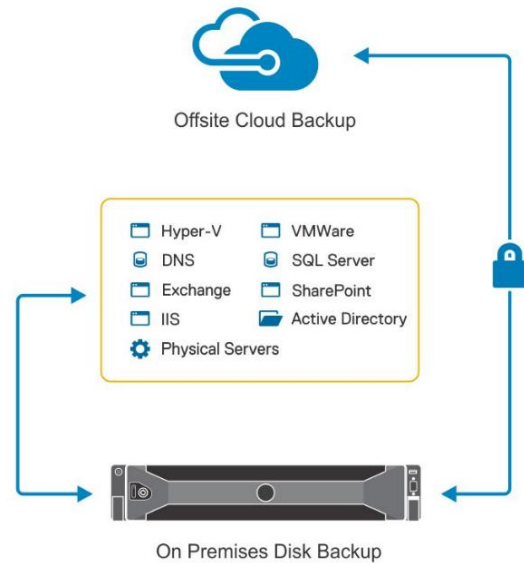 Offsite Cloud Backup
Hyper-V VMWare
DNS SQL Server
Exchange SharePoint
IIS Active Directory
Physical Servers
On Premises Disk Backup